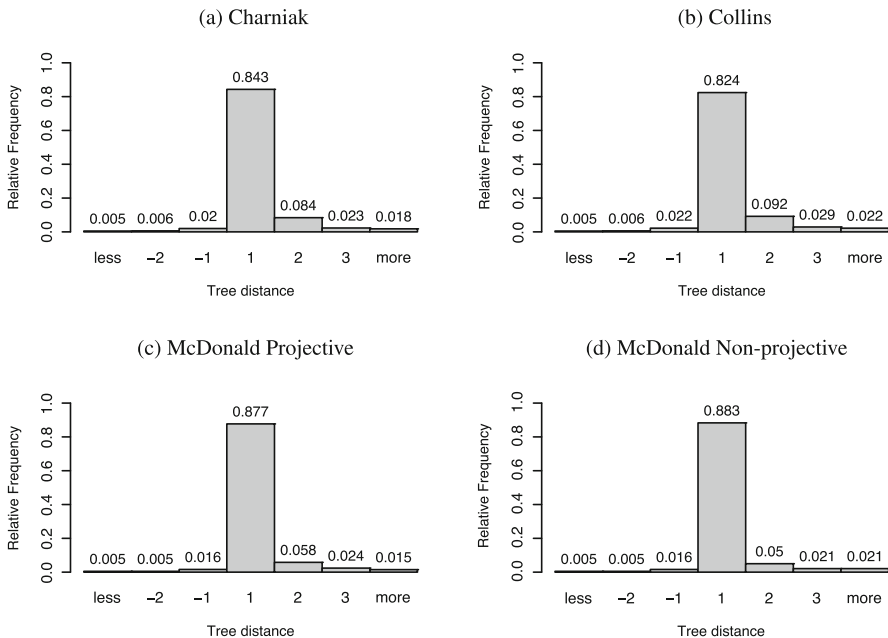 (a) Charniak
Relative Frequency
0.0 0.2 0.4 0.6 0.8 1.0
0.005 0.006 0.02 0.843 0.084 0.023 0.018
less −2 −1 1 2 3 more
Tree distance
(b) Collins
Relative Frequency
0.0 0.2 0.4 0.6 0.8 1.0
0.005 0.006 0.022 0.824 0.092 0.029 0.022
less −2 −1 1 2 3 more
Tree distance
(c) McDonald Projective
Relative Frequency
0.0 0.2 0.4 0.6 0.8 1.0
0.005 0.005 0.016 0.877 0.058 0.024 0.015
less −2 −1 1 2 3 more
Tree distance
(d) McDonald Non-projective
Relative Frequency
0.0 0.2 0.4 0.6 0.8 1.0
0.005 0.005 0.016 0.883 0.05 0.021 0.021
less −2 −1 1 2 3 more
Tree distance